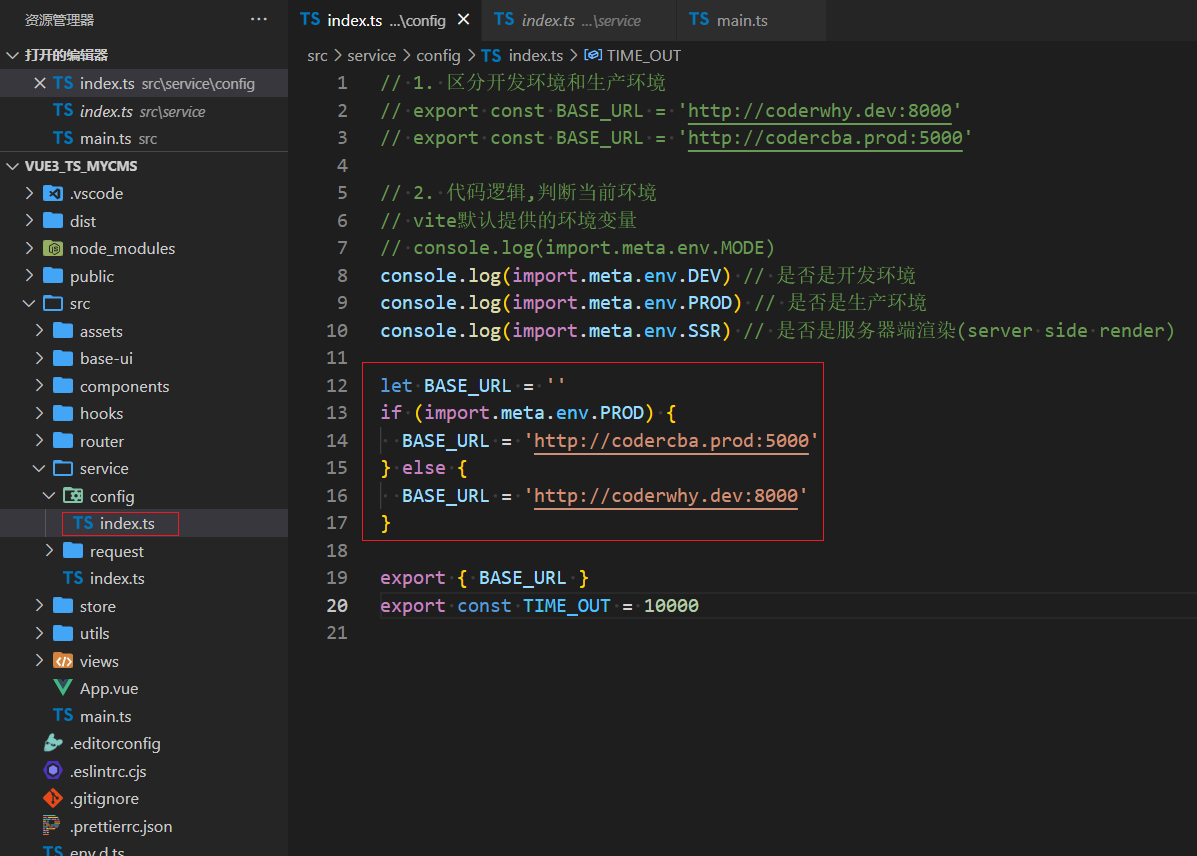 资源管理器 ...
打开的编辑器
TS index.ts src\service\config
TS index.ts src\service
TS main.ts src
VUE3_TS_MYCMS
.vscode
dist
node_modules
public
src
assets
base-ui
components
hooks
router
service
config
TS index.ts
request
TS index.ts
store
utils
views
App.vue
TS main.ts
.editorconfig
.eslintrc.cjs
.gitignore
.prettierrc.json
TS env.d.ts
TS index.ts ...\config TS index.ts ...\service TS main.ts
src > service > config > TS index.ts > TIME_OUT
1 // 1. 区分开发环境和生产环境
2 // export const BASE_URL = 'http://coderwhy.dev:8000'
3 // export const BASE_URL = 'http://codercba.prod:5000'
4
5 // 2. 代码逻辑,判断当前环境
6 // vite默认提供的环境变量
7 // console.log(import.meta.env.MODE)
8 console.log(import.meta.env.DEV) // 是否是开发环境
9 console.log(import.meta.env.PROD) // 是否是生产环境
10 console.log(import.meta.env.SSR) // 是否是服务器端渲染(server side render)
11
12 let BASE_URL = ''
13 if (import.meta.env.PROD) {
14   BASE_URL = 'http://codercba.prod:5000'
15 } else {
16   BASE_URL = 'http://coderwhy.dev:8000'
17 }
18
19 export { BASE_URL }
20 export const TIME_OUT = 10000
21